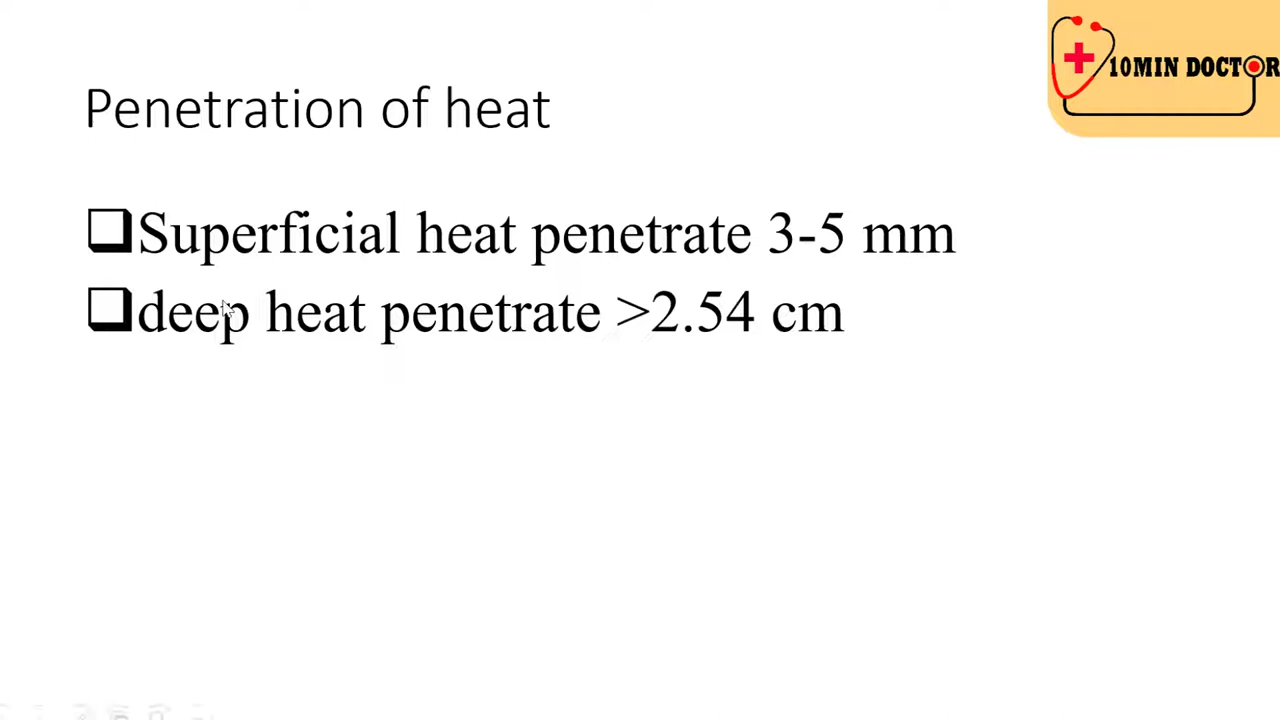 10MIN DOCTOR
Penetration of heat
Superficial heat penetrate 3-5 mm
deep heat penetrate >2.54 cm